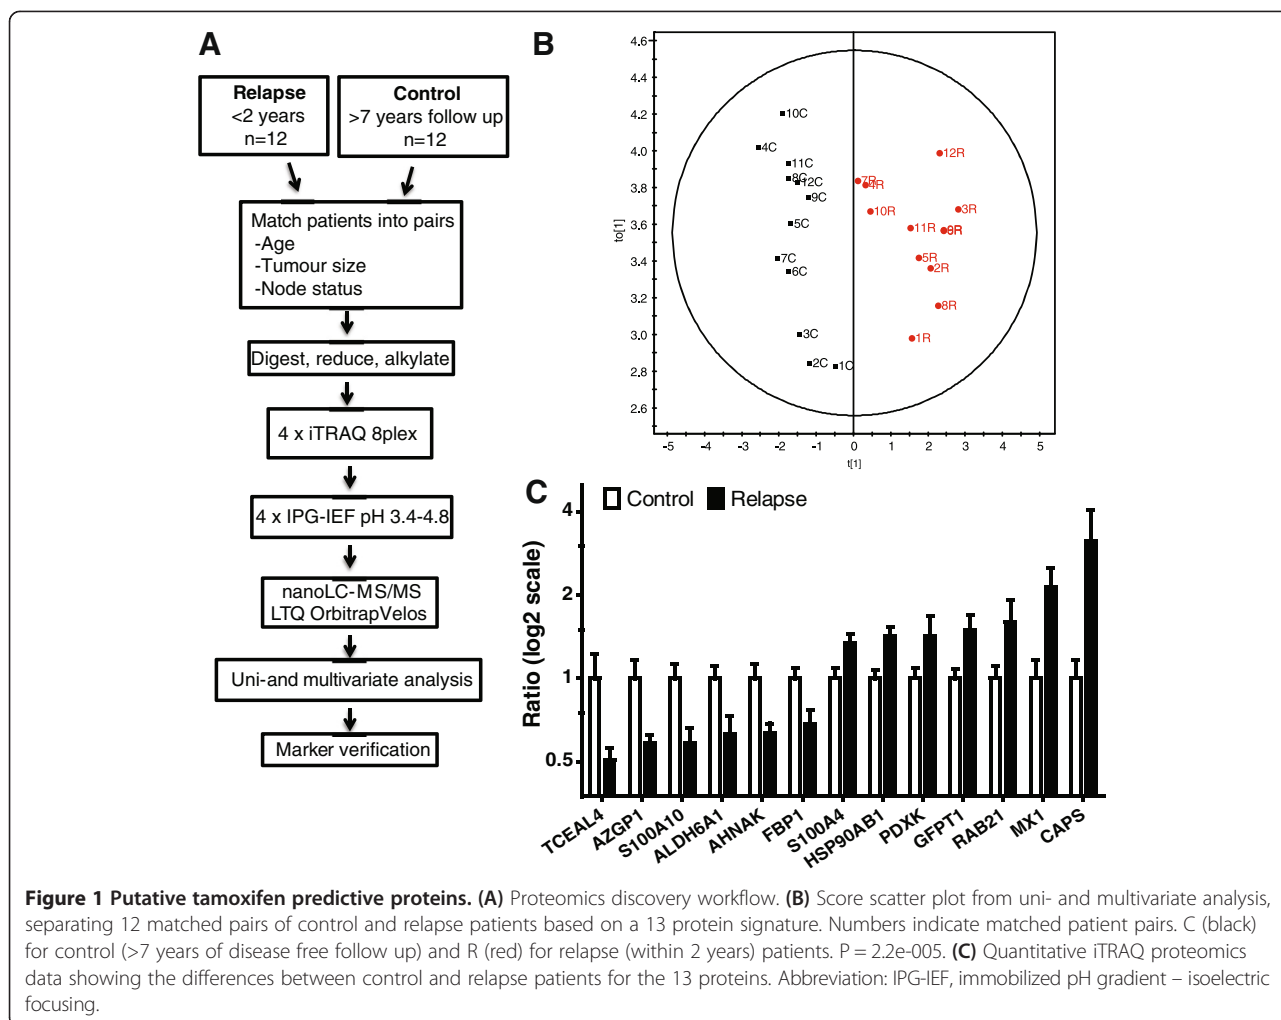 A
Relapse
<2 years
n=12
Control
>7 years follow up
n=12
Match patients into pairs
-Age
-Tumour size
-Node status
Digest, reduce, alkylate
4 x iTRAQ 8plex
4 x IPG-IEF pH 3.4-4.8
nanoLC-MS/MS
LTQ OrbitrapVelos
Uni-and multivariate analysis
Marker verification
B
to[1]
4.6
4.4
4.2
4.0
3.8
3.6
3.4
3.2
3.0
2.8
2.6
10C
4C
11C
8C
12C
9C
5C
7C
6C
3C
2C
1C
12R
7R
4R
10R
3R
11R
5R
2R
8R
1R
-5 -4 -3 -2 -1 0 1 2 3 4 5
t[1]
C
Control Relapse
Ratio (log2 scale)
4
2
1
0.5
TCEAL4 AZGP1 S100A10 ALDH6A1 AHNAK FBP1 S100A4 HSP90AB1 PDXK GFPT1 RAB21 MX1 CAPS
Figure 1 Putative tamoxifen predictive proteins. (A) Proteomics discovery workflow. (B) Score scatter plot from uni- and multivariate analysis,
separating 12 matched pairs of control and relapse patients based on a 13 protein signature. Numbers indicate matched patient pairs. C (black)
for control (>7 years of disease free follow up) and R (red) for relapse (within 2 years) patients. P = 2.2e-005. (C) Quantitative iTRAQ proteomics
data showing the differences between control and relapse patients for the 13 proteins. Abbreviation: IPG-IEF, immobilized pH gradient – isoelectric
focusing.